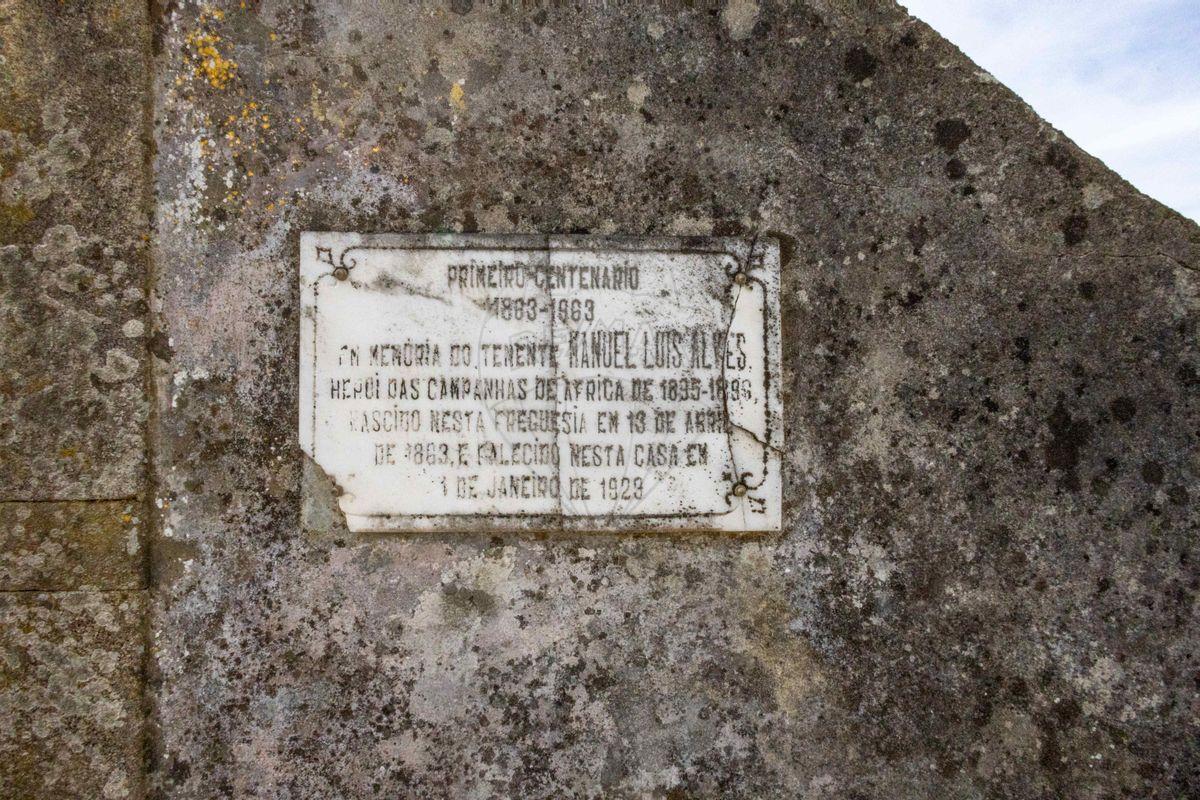 PRIMEIRO CENTENARIO
1863-1963
EM MEMÓRIA DO TENENTE MANUEL LUIS ALVES,
HEROI DAS CAMPANHAS DE AFRICA DE 1895-1896,
NASCIDO NESTA FREGUESIA EM 13 DE ABRIL
DE 1863, E FALECIDO NESTA CASA EM
1 DE JANEIRO DE 1929